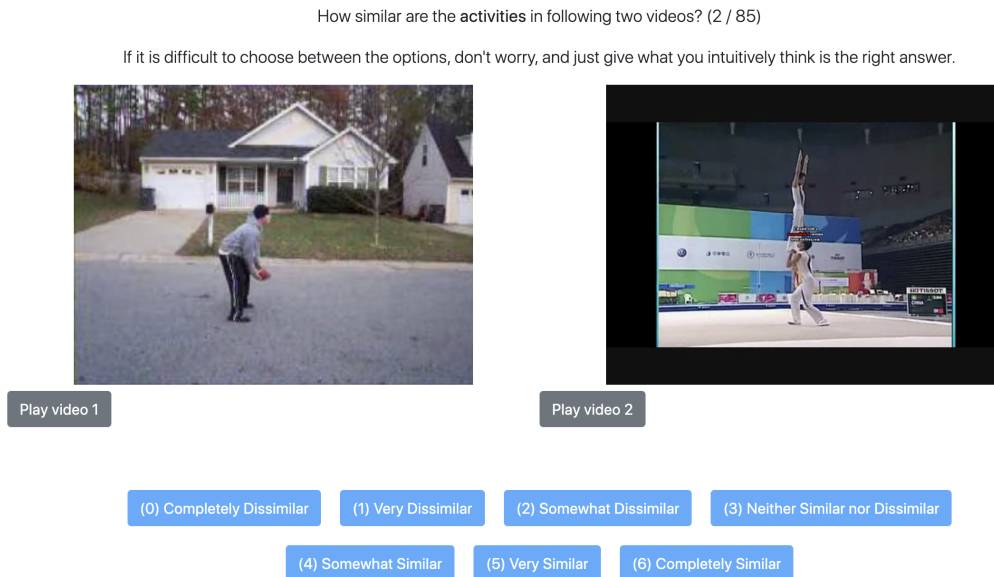 How similar are the activities in following two videos? (2 / 85)
If it is difficult to choose between the options, don't worry, and just give what you intuitively think is the right answer.
TISSOT
CHINA
Play video 1
Play video 2
(0) Completely Dissimilar
(1) Very Dissimilar
(2) Somewhat Dissimilar
(3) Neither Similar nor Dissimilar
(4) Somewhat Similar
(5) Very Similar
(6) Completely Similar